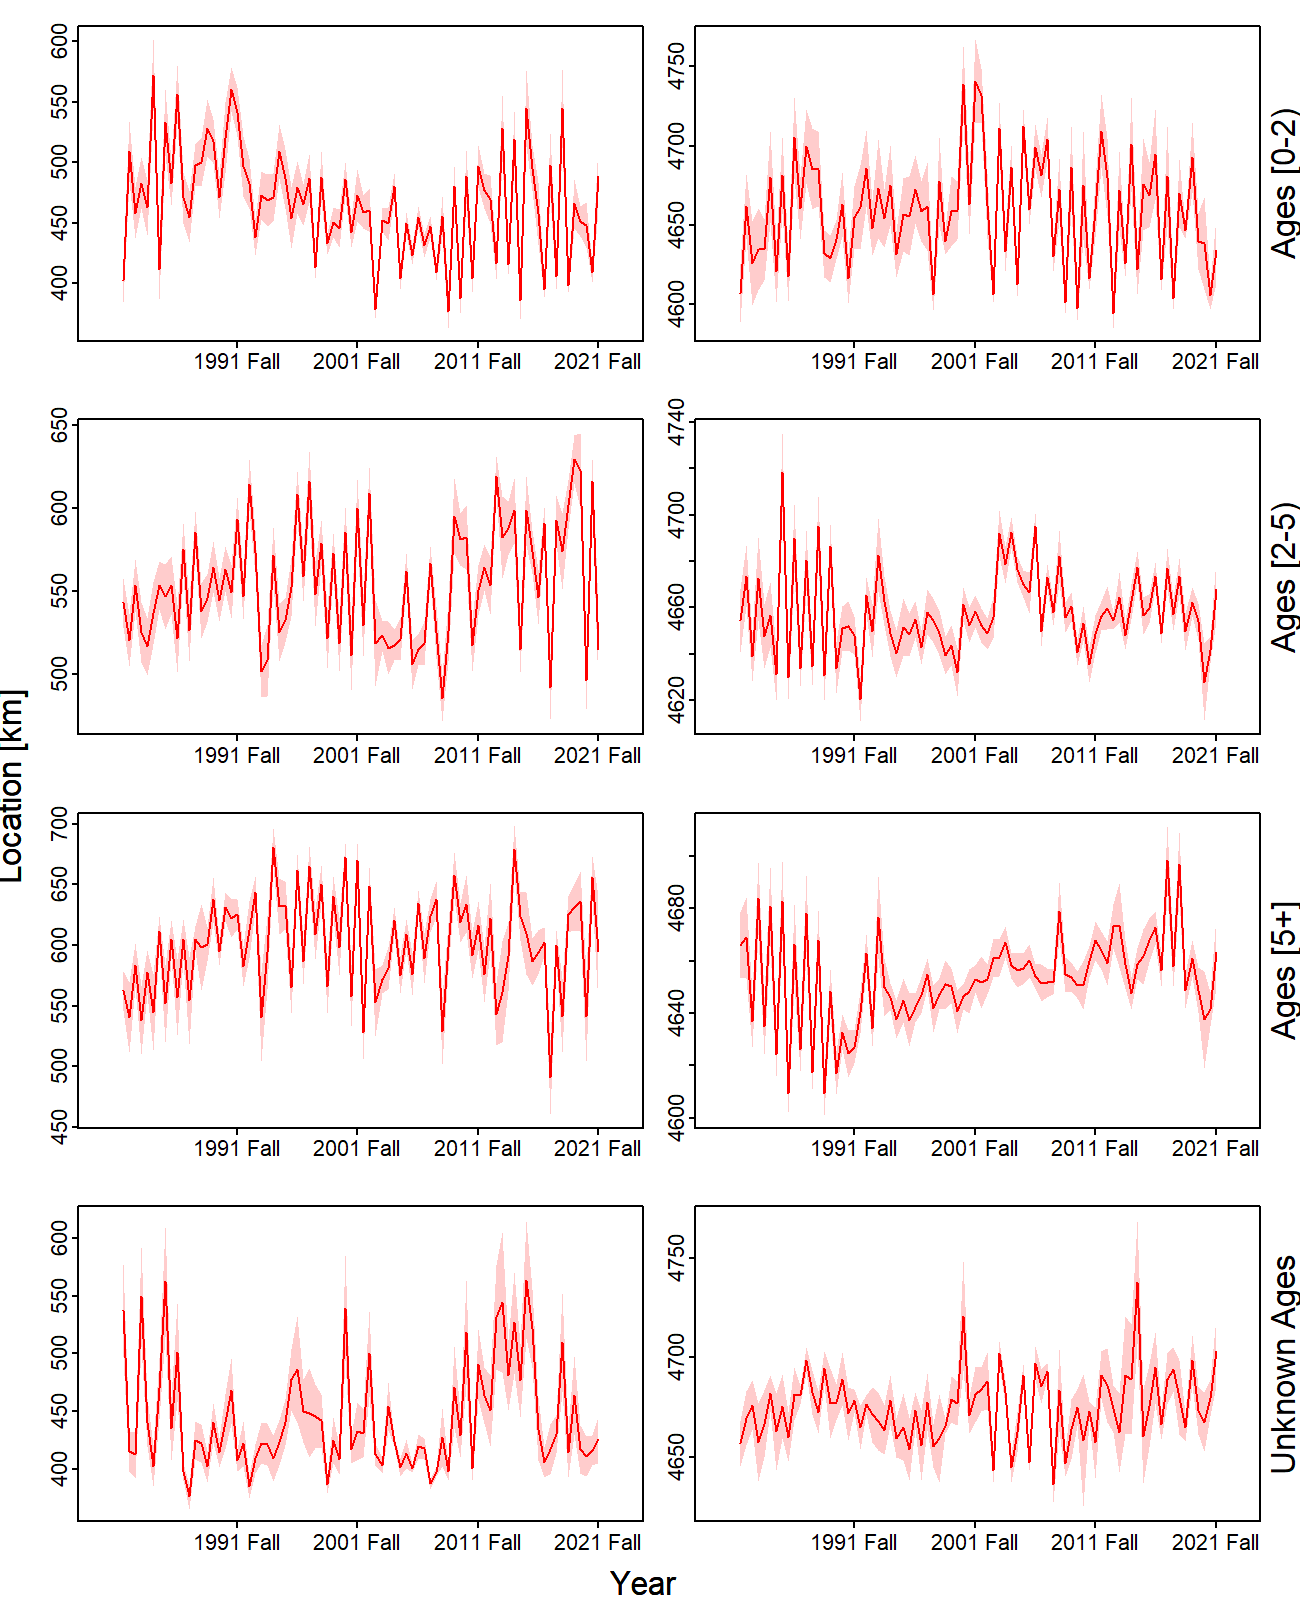 600
550
500
450
400
1991 Fall
2001 Fall
2011 Fall
2021 Fall
4750
4700
4650
4600
1991 Fall
2001 Fall
2011 Fall
2021 Fall
Ages [0-2)
650
600
550
500
1991 Fall
2001 Fall
2011 Fall
2021 Fall
4740
4700
4660
4620
1991 Fall
2001 Fall
2011 Fall
2021 Fall
Ages [2-5)
Location [km]
700
650
600
550
500
450
1991 Fall
2001 Fall
2011 Fall
2021 Fall
4680
4640
4600
1991 Fall
2001 Fall
2011 Fall
2021 Fall
Ages [5+]
600
550
500
450
400
1991 Fall
2001 Fall
2011 Fall
2021 Fall
4750
4700
4650
1991 Fall
2001 Fall
2011 Fall
2021 Fall
Unknown Ages
Year